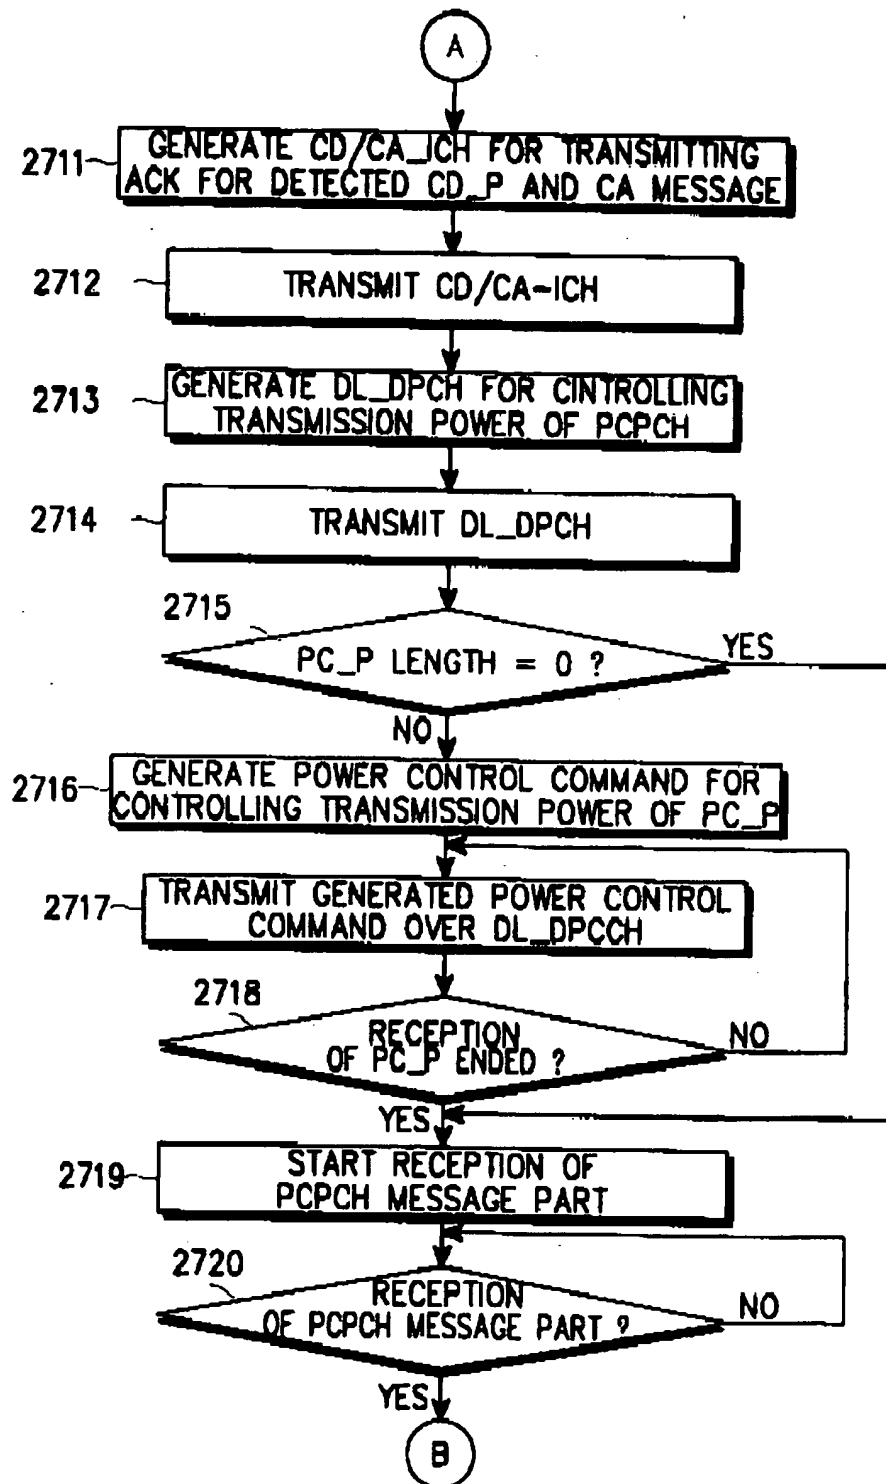 A
2711
GENERATE CD/CA_ICH FOR TRANSMITTING
ACK FOR DETECTED CD_P AND CA MESSAGE
2712
TRANSMIT CD/CA-ICH
2713
GENERATE DL_DPCH FOR CINTROLLING
TRANSMISSION POWER OF PCPCH
2714
TRANSMIT DL_DPCH
2715
PC_P LENGTH = 0 ?
YES
NO
2716
GENERATE POWER CONTROL COMMAND FOR
CONTROLLING TRANSMISSION POWER OF PC_P
2717
TRANSMIT GENERATED POWER CONTROL
COMMAND OVER DL_DPCCH
2718
RECEPTION
OF PC_P ENDED ?
NO
YES
2719
START RECEPTION OF
PCPCH MESSAGE PART
2720
RECEPTION
OF PCPCH MESSAGE PART ?
NO
YES
B